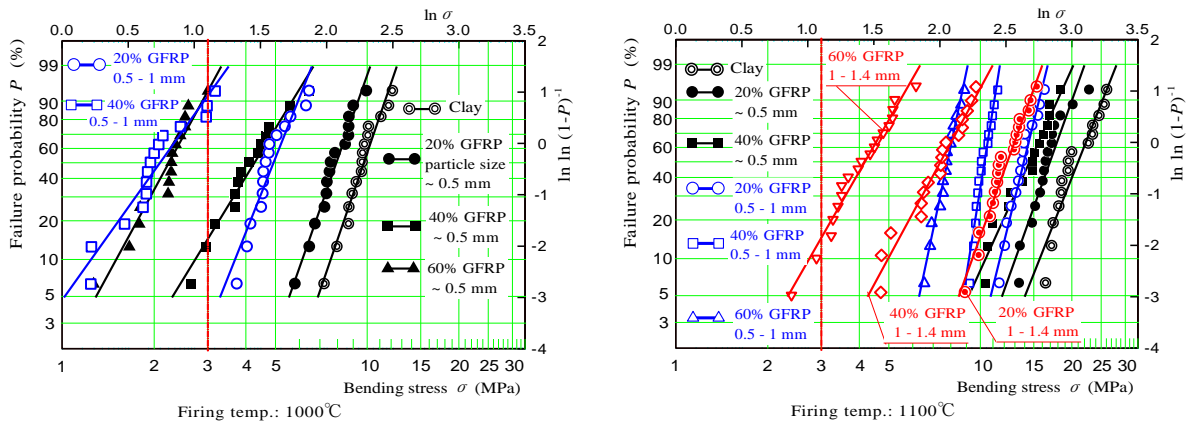 ln σ
0.0 0.5 1.0 1.5 2.0 2.5 3.0 3.5
Failure probability P (%)
99
90
80
60
40
20
10
5
3
2
1
0
-1
-2
-3
-4
ln ln (1-P)⁻¹
20% GFRP
0.5 - 1 mm
40% GFRP
0.5 - 1 mm
Clay
20% GFRP
particle size
~ 0.5 mm
40% GFRP
~ 0.5 mm
60% GFRP
~ 0.5 mm
1 2 3 4 5 10 15 20 25 30
Bending stress σ (MPa)
Firing temp.: 1000℃
ln σ
0.0 0.5 1.0 1.5 2.0 2.5 3.0 3.5
Failure probability P (%)
99
90
80
60
40
20
10
5
3
2
1
0
-1
-2
-3
-4
ln ln (1-P)⁻¹
60% GFRP
1 - 1.4 mm
Clay
20% GFRP
~ 0.5 mm
40% GFRP
~ 0.5 mm
20% GFRP
0.5 - 1 mm
40% GFRP
0.5 - 1 mm
60% GFRP
0.5 - 1 mm
40% GFRP
1 - 1.4 mm
20% GFRP
1 - 1.4 mm
1 2 3 4 5 10 15 20 25 30
Bending stress σ (MPa)
Firing temp.: 1100℃